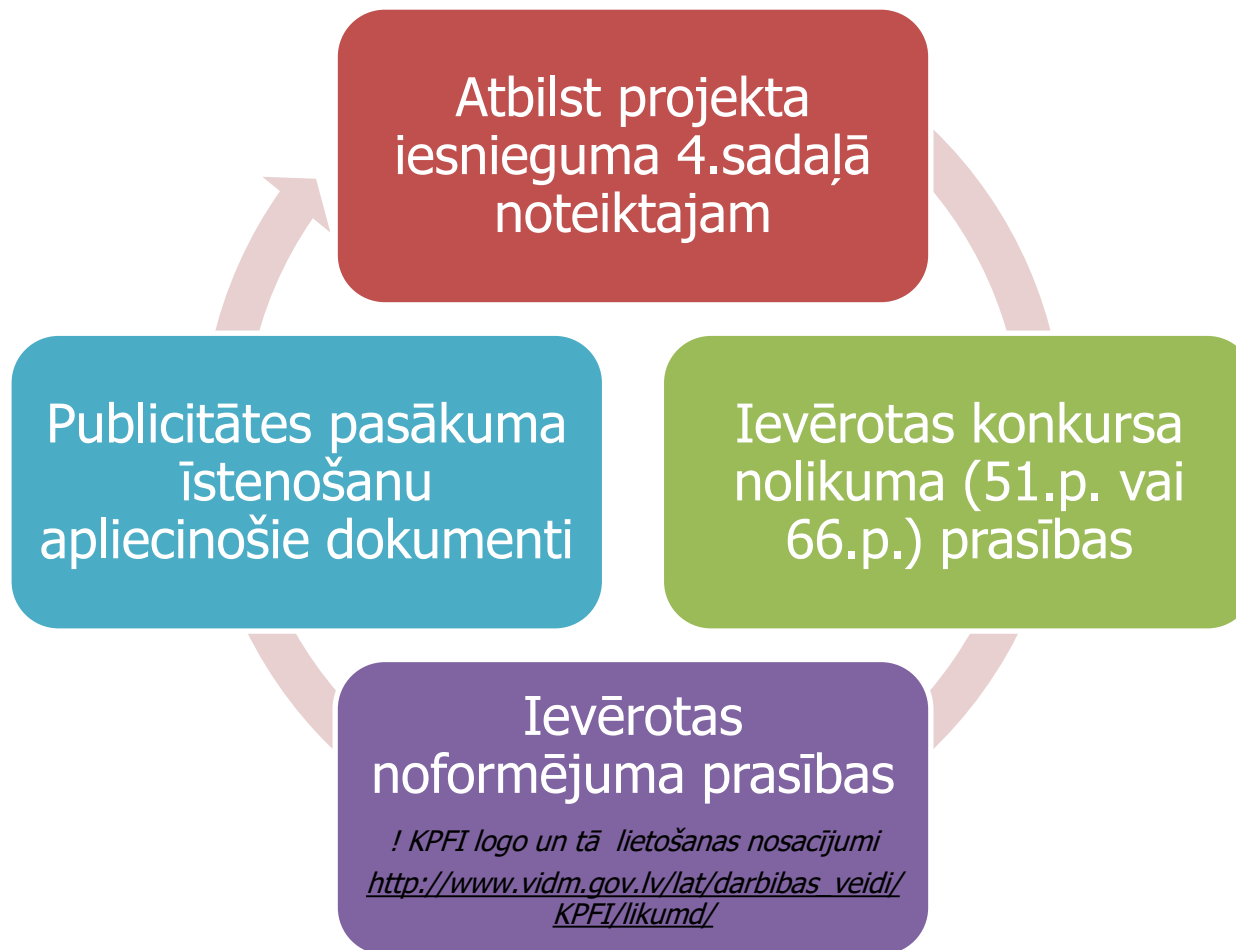 Atbilst projekta
iesnieguma 4.sadaļā
noteiktajam
Ievērotas konkursa
nolikuma (51.p. vai
66.p.) prasības
Ievērotas
noformējuma prasības
! KPFI logo un tā lietošanas nosacījumi
http://www.vidm.gov.lv/lat/darbibas_veidi/
KPFI/likumd/
Publicitātes pasākuma
īstenošanu
apliecinošie dokumenti